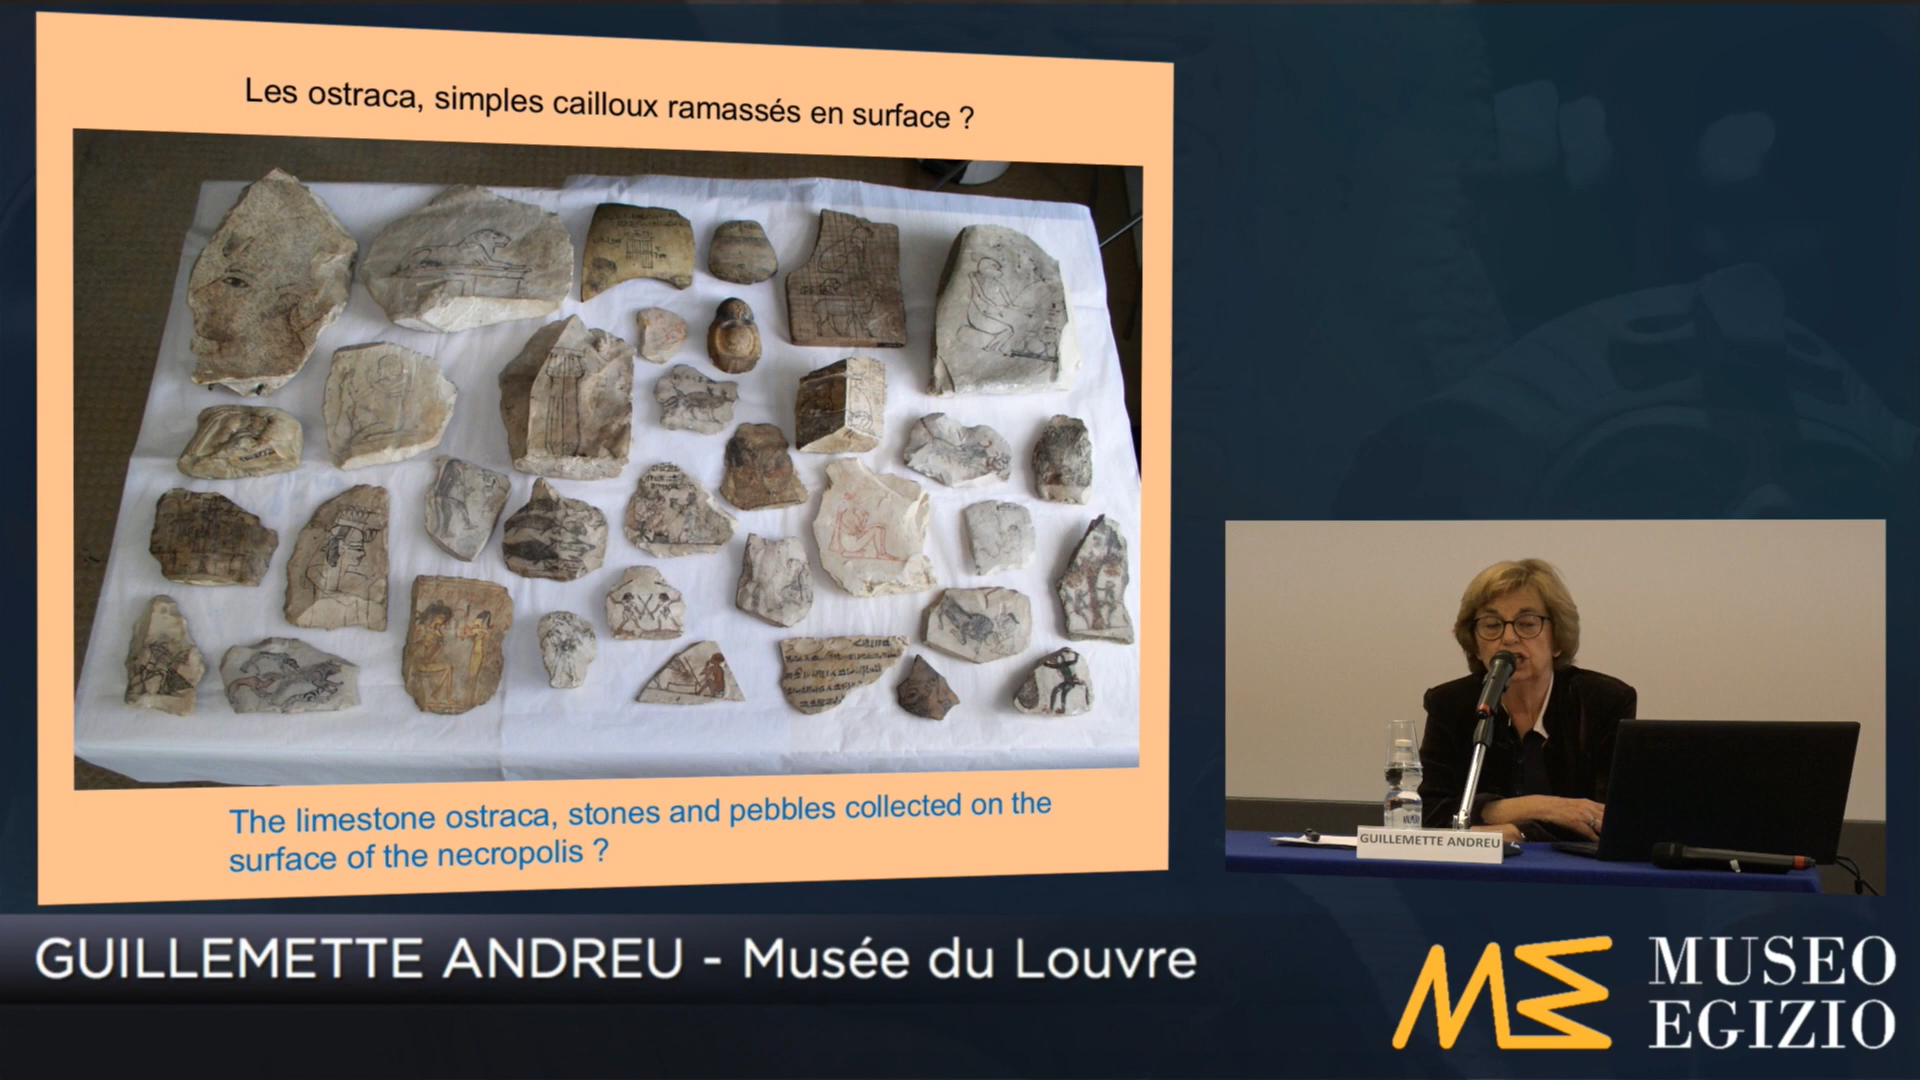 Les ostraca, simples cailloux ramassés en surface ?
The limestone ostraca, stones and pebbles collected on the
surface of the necropolis ?
GUILLEMETTE ANDREU
GUILLEMETTE ANDREU - Musée du Louvre
ME MUSEO
EGIZIO